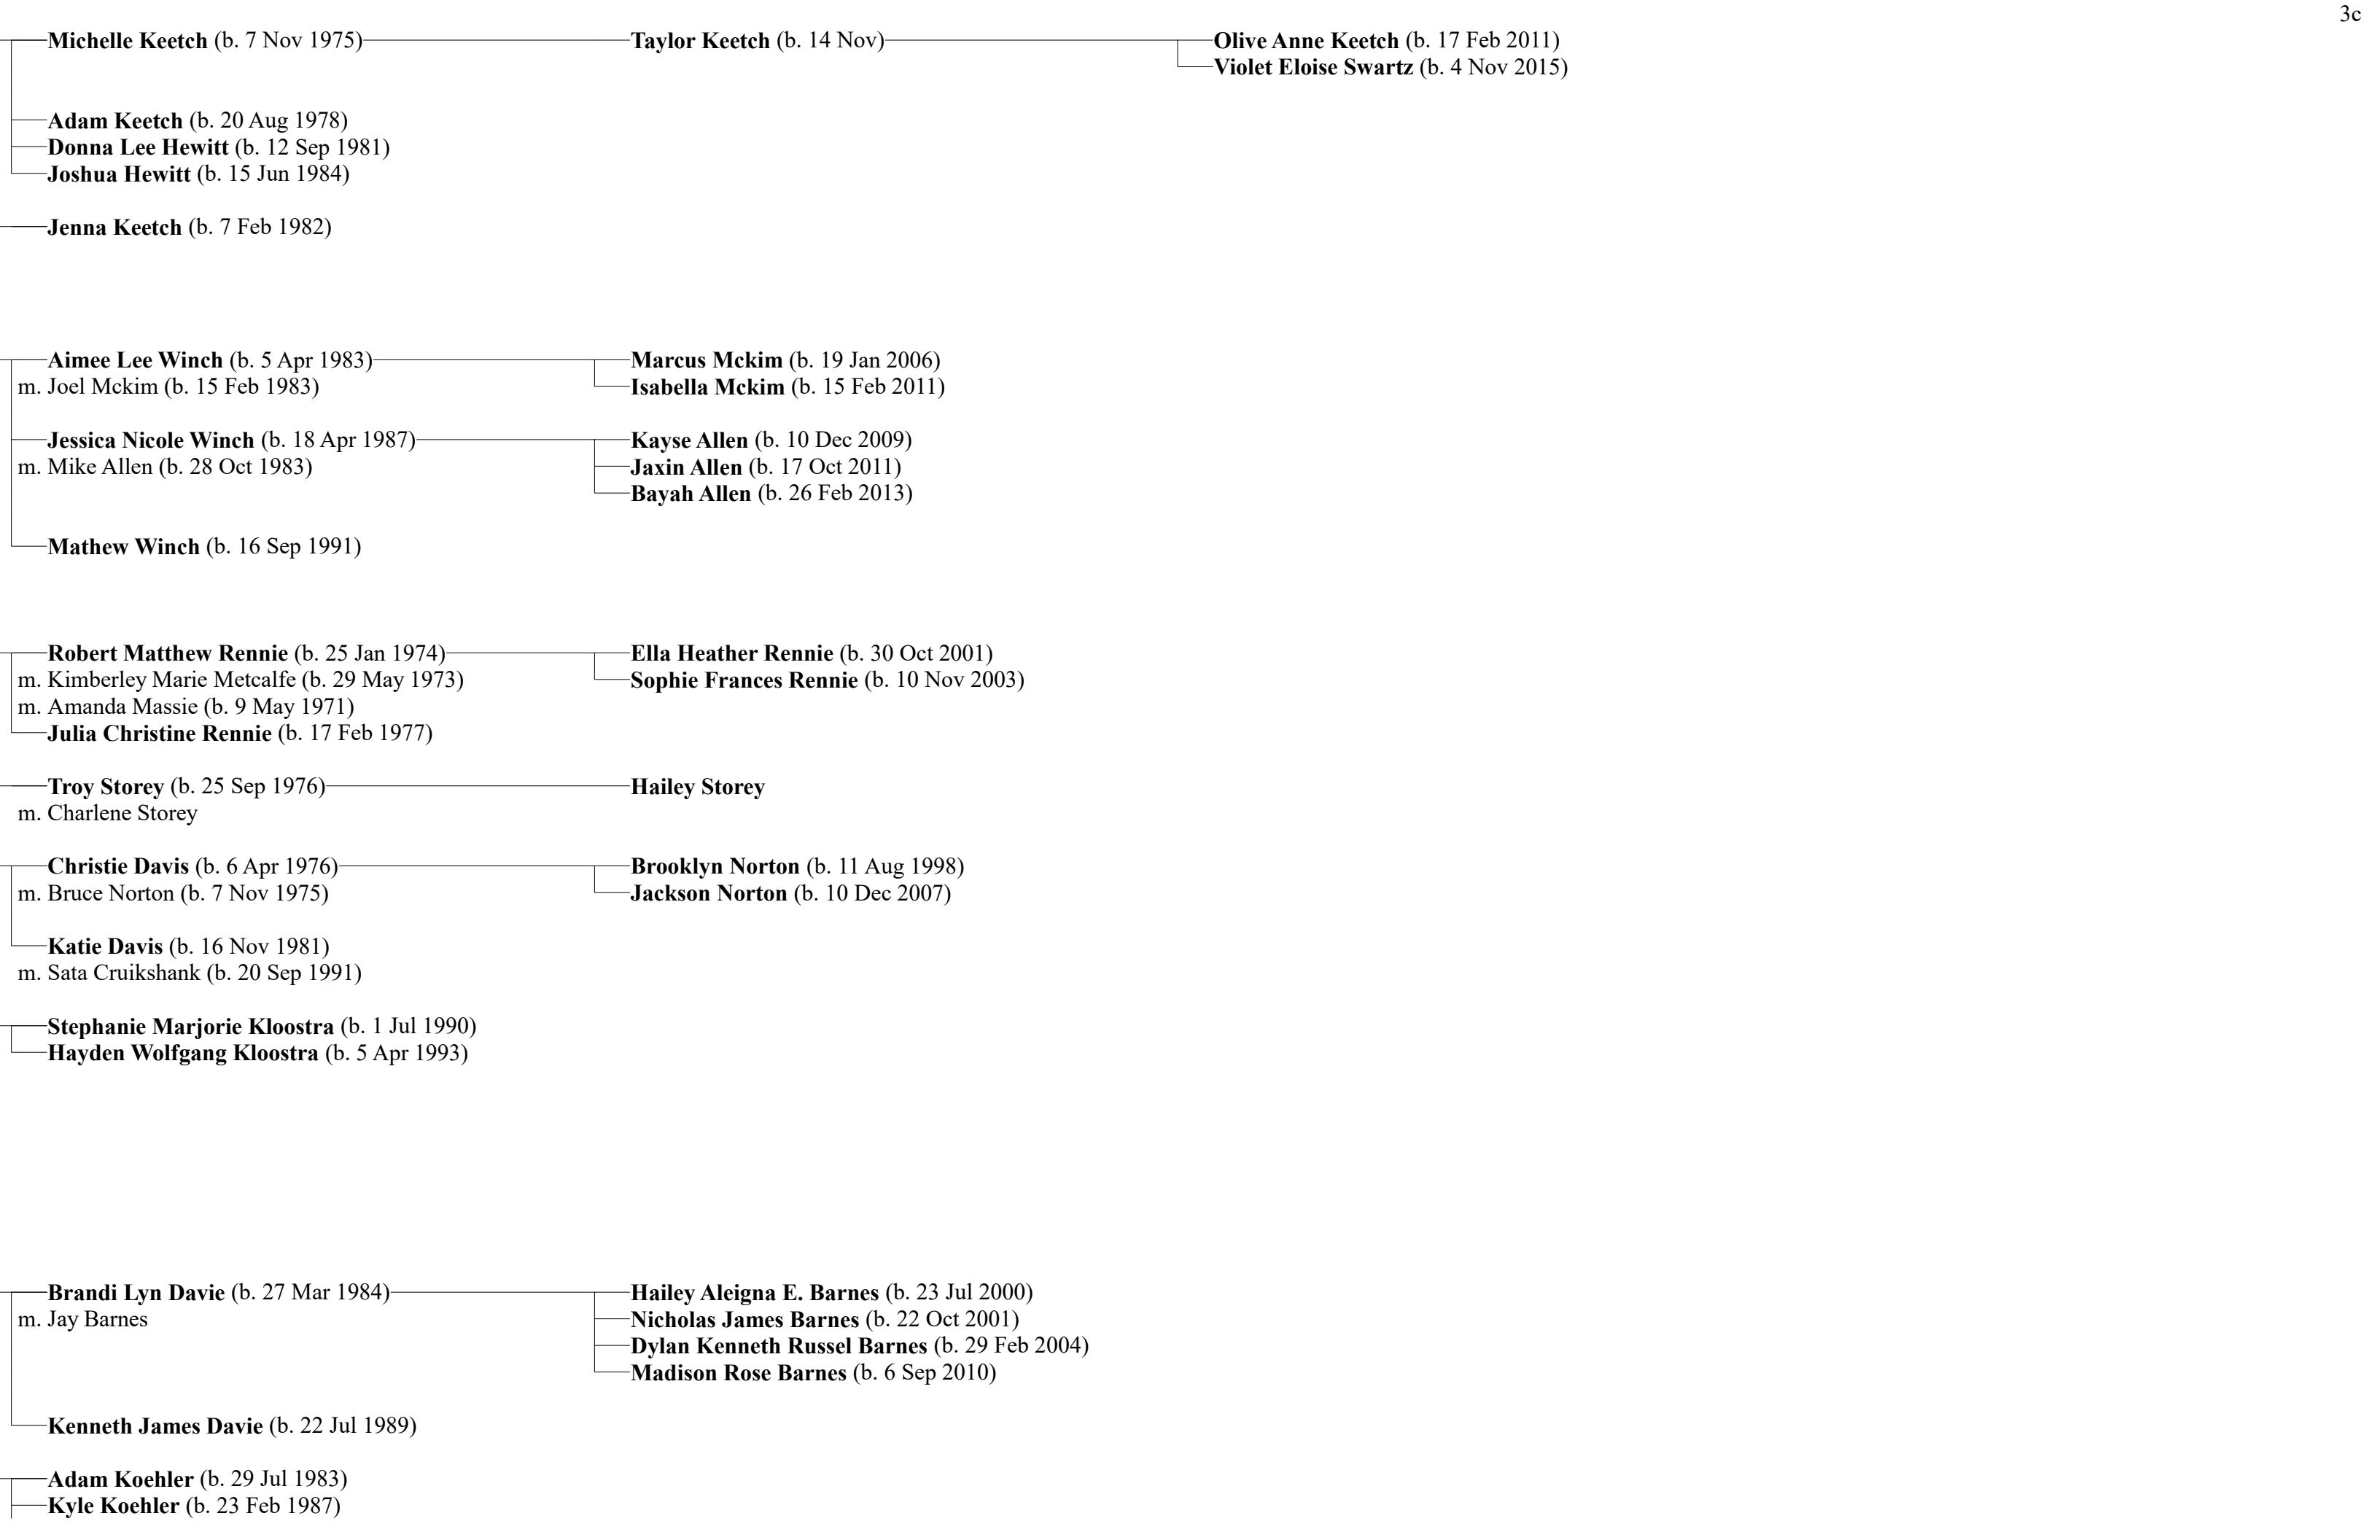 3c
Michelle Keetch (b. 7 Nov 1975) Taylor Keetch (b. 14 Nov) Olive Anne Keetch (b. 17 Feb 2011)
Violet Eloise Swartz (b. 4 Nov 2015)
Adam Keetch (b. 20 Aug 1978)
Donna Lee Hewitt (b. 12 Sep 1981)
Joshua Hewitt (b. 15 Jun 1984)
Jenna Keetch (b. 7 Feb 1982)
Aimee Lee Winch (b. 5 Apr 1983) Marcus Mckim (b. 19 Jan 2006)
m. Joel Mckim (b. 15 Feb 1983) Isabella Mckim (b. 15 Feb 2011)
Jessica Nicole Winch (b. 18 Apr 1987) Kayse Allen (b. 10 Dec 2009)
m. Mike Allen (b. 28 Oct 1983) Jaxin Allen (b. 17 Oct 2011)
Bayah Allen (b. 26 Feb 2013)
Mathew Winch (b. 16 Sep 1991)
Robert Matthew Rennie (b. 25 Jan 1974) Ella Heather Rennie (b. 30 Oct 2001)
m. Kimberley Marie Metcalfe (b. 29 May 1973) Sophie Frances Rennie (b. 10 Nov 2003)
m. Amanda Massie (b. 9 May 1971)
Julia Christine Rennie (b. 17 Feb 1977)
Troy Storey (b. 25 Sep 1976) Hailey Storey
m. Charlene Storey
Christie Davis (b. 6 Apr 1976) Brooklyn Norton (b. 11 Aug 1998)
m. Bruce Norton (b. 7 Nov 1975) Jackson Norton (b. 10 Dec 2007)
Katie Davis (b. 16 Nov 1981)
m. Sata Cruikshank (b. 20 Sep 1991)
Stephanie Marjorie Kloostra (b. 1 Jul 1990)
Hayden Wolfgang Kloostra (b. 5 Apr 1993)
Brandi Lyn Davie (b. 27 Mar 1984) Hailey Aleigna E. Barnes (b. 23 Jul 2000)
m. Jay Barnes Nicholas James Barnes (b. 22 Oct 2001)
Dylan Kenneth Russel Barnes (b. 29 Feb 2004)
Madison Rose Barnes (b. 6 Sep 2010)
Kenneth James Davie (b. 22 Jul 1989)
Adam Koehler (b. 29 Jul 1983)
Kyle Koehler (b. 23 Feb 1987)